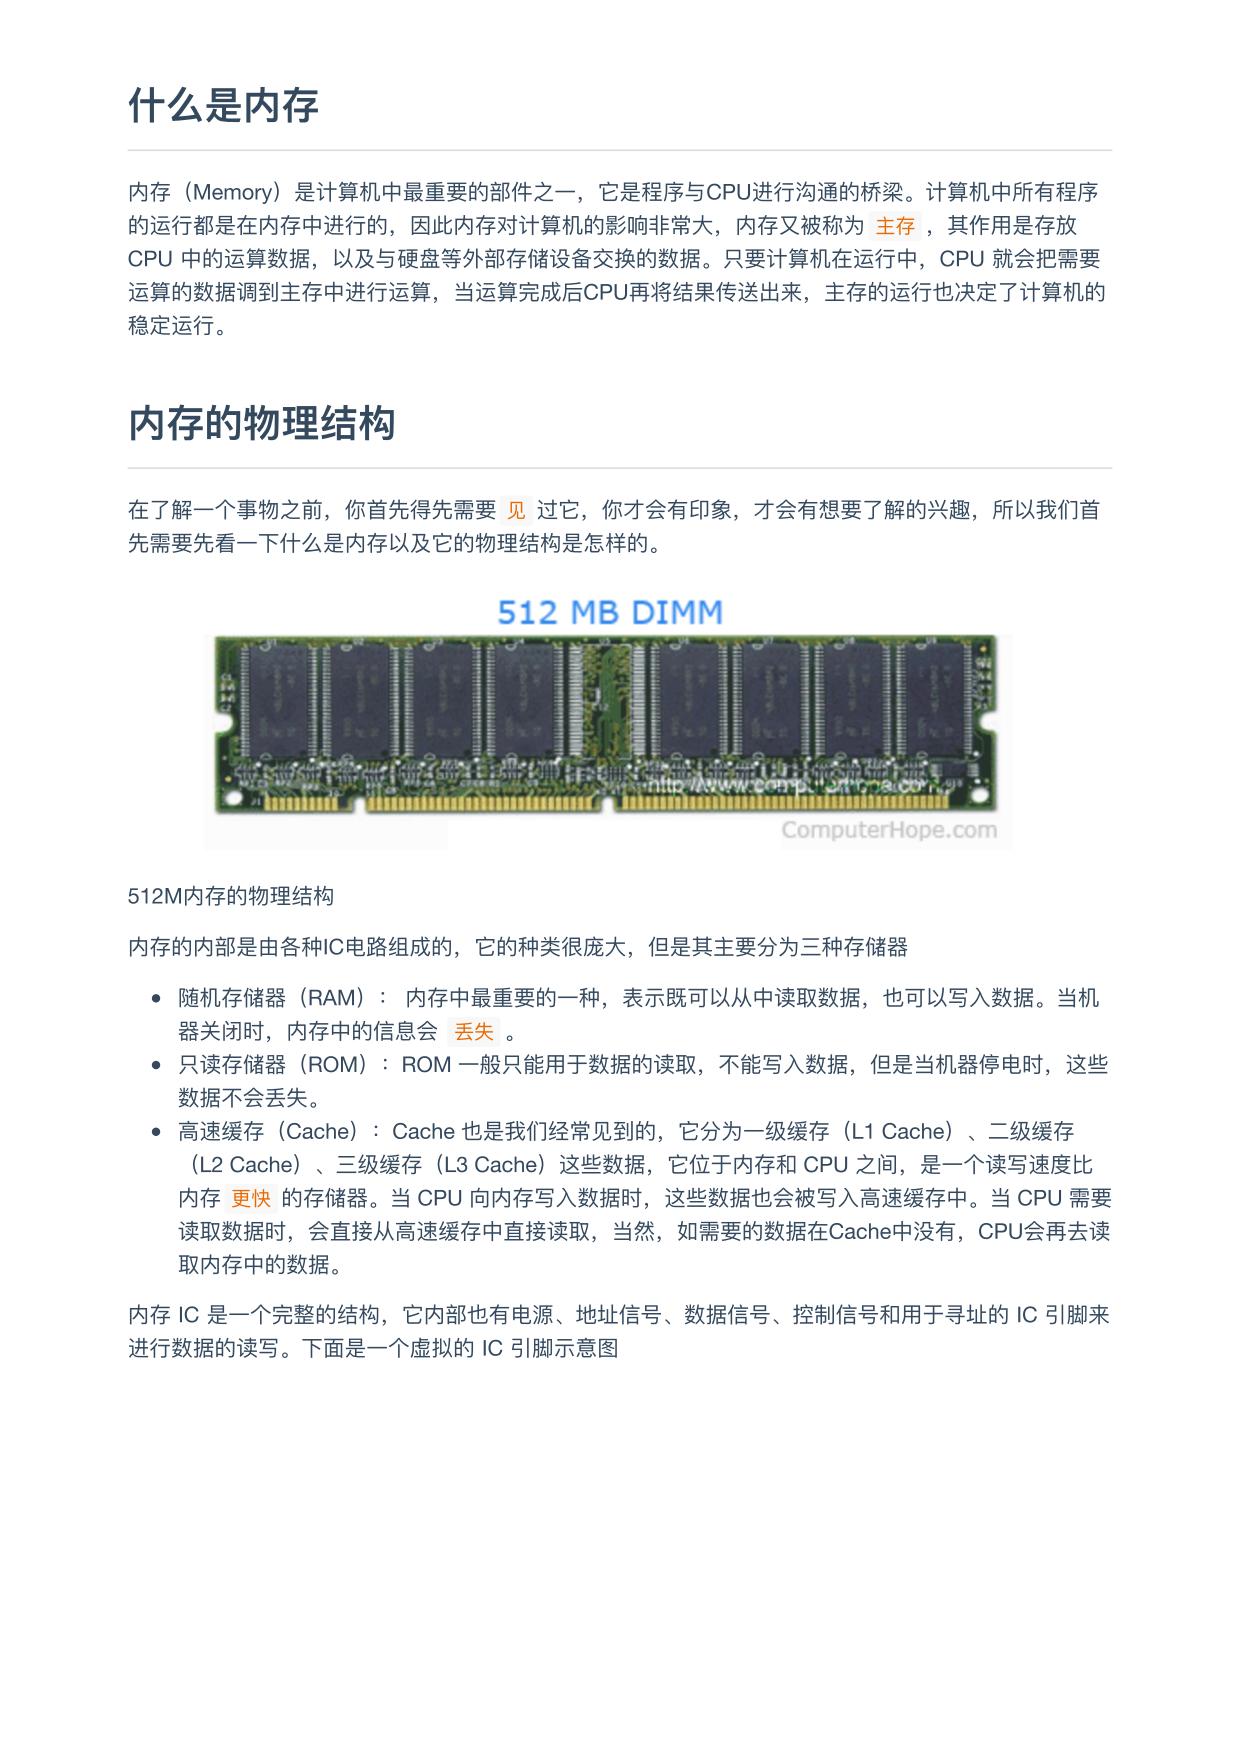 什么是内存
内存（Memory）是计算机中最重要的部件之一，它是程序与CPU进行沟通的桥梁。计算机中所有程序
的运行都是在内存中进行的，因此内存对计算机的影响非常大，内存又被称为 主存 ，其作用是存放
CPU 中的运算数据，以及与硬盘等外部存储设备交换的数据。只要计算机在运行中，CPU 就会把需要
运算的数据调到主存中进行运算，当运算完成后CPU再将结果传送出来，主存的运行也决定了计算机的
稳定运行。
内存的物理结构
在了解一个事物之前，你首先得先需要 见 过它，你才会有印象，才会有想要了解的兴趣，所以我们首
先需要先看一下什么是内存以及它的物理结构是怎样的。
512 MB DIMM
ComputerHope.com
512M内存的物理结构
内存的内部是由各种IC电路组成的，它的种类很庞大，但是其主要分为三种存储器
随机存储器（RAM）： 内存中最重要的一种，表示既可以从中读取数据，也可以写入数据。当机
器关闭时，内存中的信息会 丢失 。
只读存储器（ROM）：ROM 一般只能用于数据的读取，不能写入数据，但是当机器停电时，这些
数据不会丢失。
高速缓存（Cache）：Cache 也是我们经常见到的，它分为一级缓存（L1 Cache）、二级缓存
（L2 Cache）、三级缓存（L3 Cache）这些数据，它位于内存和 CPU 之间，是一个读写速度比
内存 更快 的存储器。当 CPU 向内存写入数据时，这些数据也会被写入高速缓存中。当 CPU 需要
读取数据时，会直接从高速缓存中直接读取，当然，如需要的数据在Cache中没有，CPU会再去读
取内存中的数据。
内存 IC 是一个完整的结构，它内部也有电源、地址信号、数据信号、控制信号和用于寻址的 IC 引脚来
进行数据的读写。下面是一个虚拟的 IC 引脚示意图